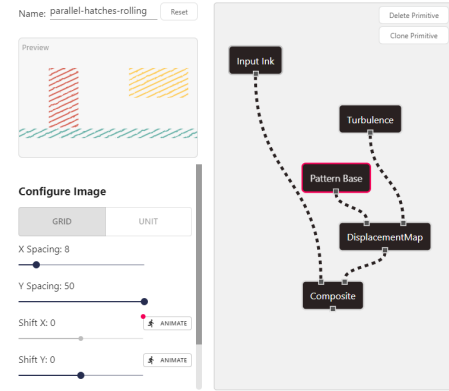 Name: parallel-hatches-rolling Reset
Preview
Configure Image
GRID UNIT
X Spacing: 8
Y Spacing: 50
Shift X: 0 ANIMATE
Shift Y: 0 ANIMATE
Delete Primitive
Clone Primitive
Input Ink
Turbulence
Pattern Base
DisplacementMap
Composite